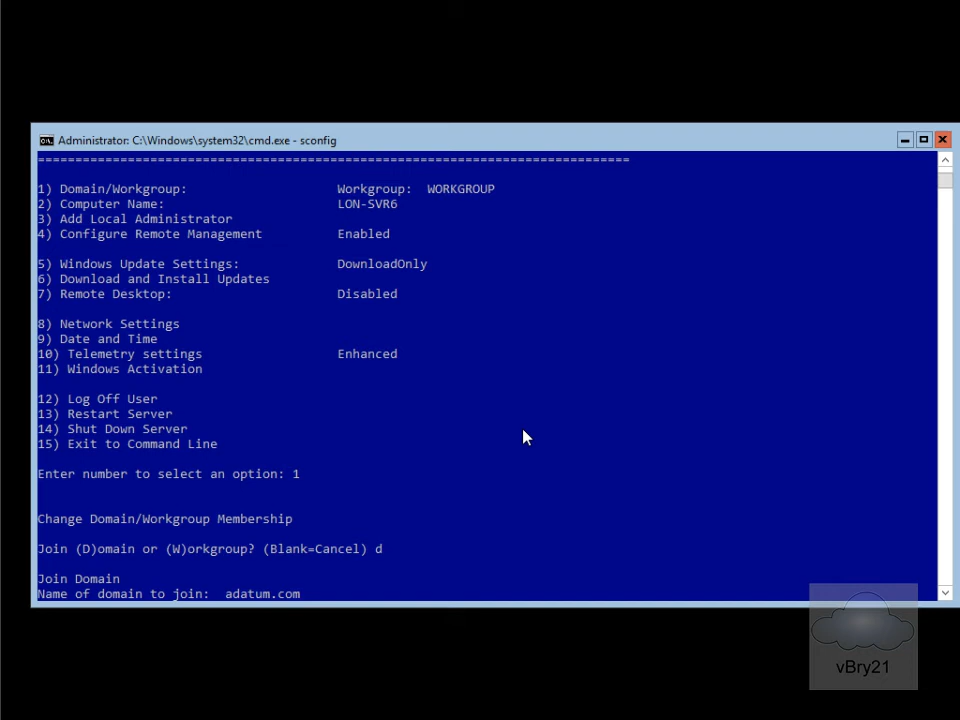 Administrator: C:\Windows\system32\cmd.exe - sconfig
===============================================================================
1) Domain/Workgroup: Workgroup: WORKGROUP
2) Computer Name: LON-SVR6
3) Add Local Administrator
4) Configure Remote Management Enabled
5) Windows Update Settings: DownloadOnly
6) Download and Install Updates
7) Remote Desktop: Disabled
8) Network Settings
9) Date and Time
10) Telemetry settings Enhanced
11) Windows Activation
12) Log Off User
13) Restart Server
14) Shut Down Server
15) Exit to Command Line
Enter number to select an option: 1
Change Domain/Workgroup Membership
Join (D)omain or (W)orkgroup? (Blank=Cancel) d
Join Domain
Name of domain to join: adatum.com
vBry21